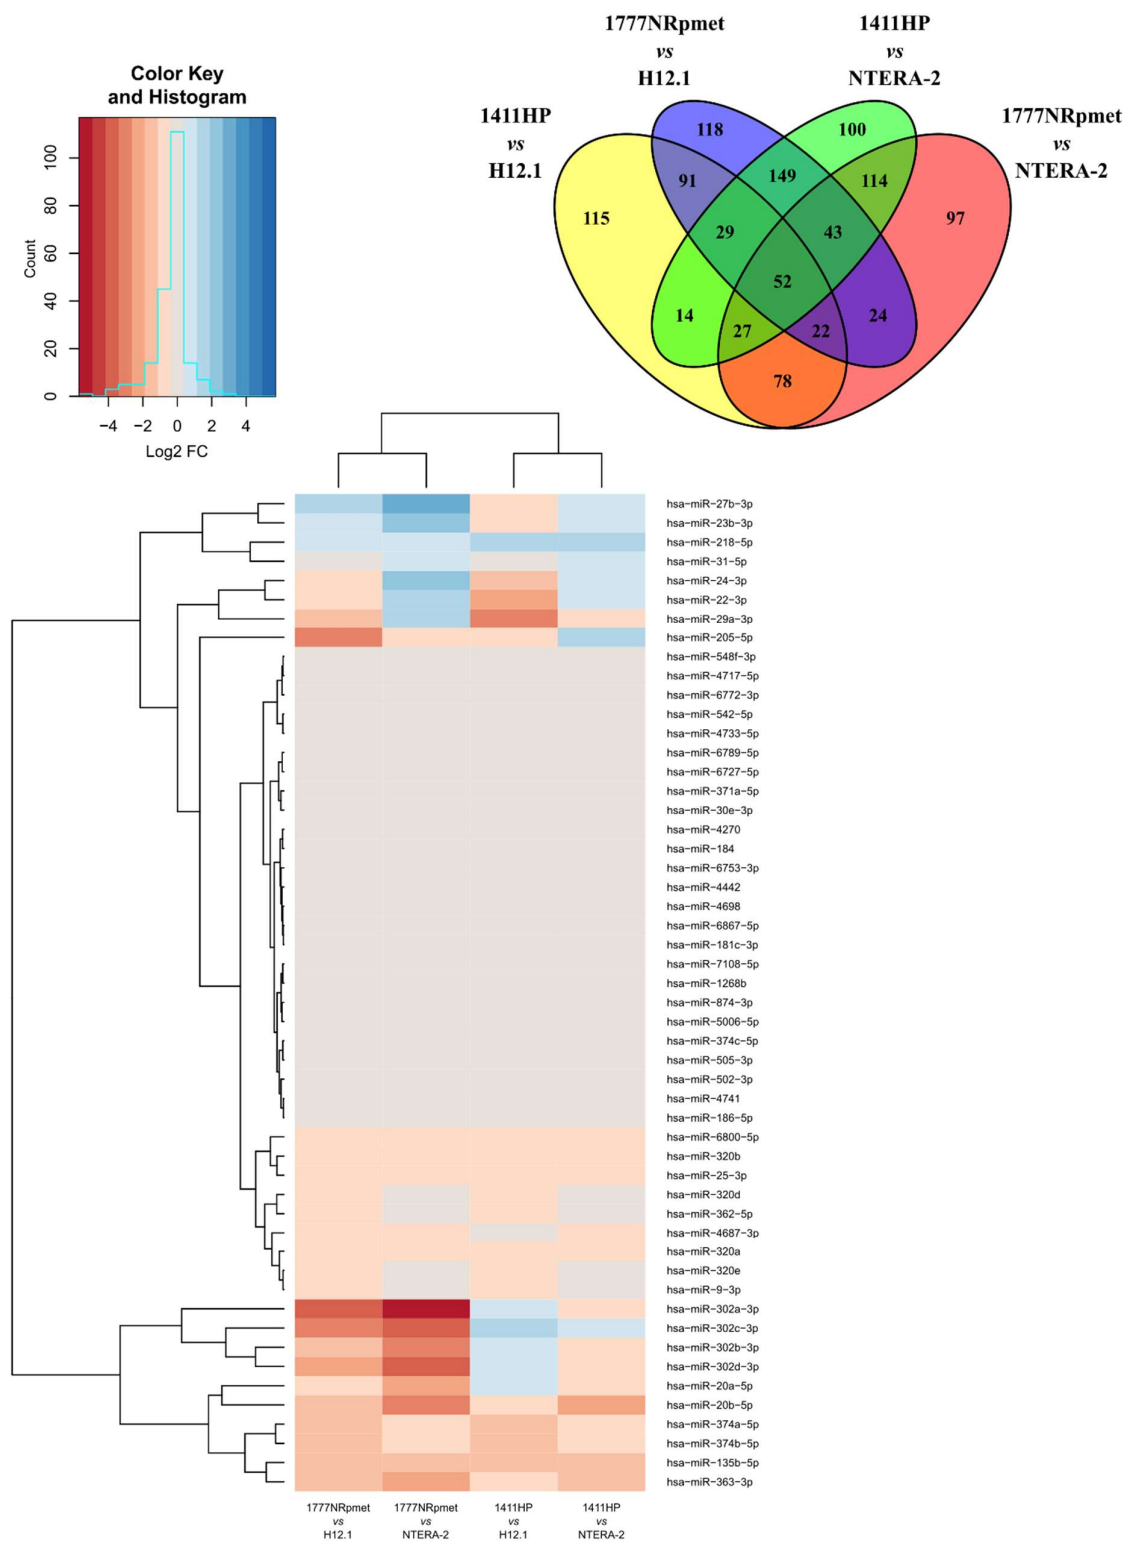 Color Key
and Histogram
Count
0
20
40
60
80
100
−4
−2
0
2
4
Log2 FC
1777NRpmet
vs
H12.1
1411HP
vs
NTERA-2
1411HP
vs
H12.1
1777NRpmet
vs
NTERA-2
118
100
91
149
114
115
29
43
97
52
14
27
22
24
78
hsa−miR−27b−3p
hsa−miR−23b−3p
hsa−miR−218−5p
hsa−miR−31−5p
hsa−miR−24−3p
hsa−miR−22−3p
hsa−miR−29a−3p
hsa−miR−205−5p
hsa−miR−548f−3p
hsa−miR−4717−5p
hsa−miR−6772−3p
hsa−miR−542−5p
hsa−miR−4733−5p
hsa−miR−6789−5p
hsa−miR−6727−5p
hsa−miR−371a−5p
hsa−miR−30e−3p
hsa−miR−4270
hsa−miR−184
hsa−miR−6753−3p
hsa−miR−4442
hsa−miR−4698
hsa−miR−6867−5p
hsa−miR−181c−3p
hsa−miR−7108−5p
hsa−miR−1268b
hsa−miR−874−3p
hsa−miR−5006−5p
hsa−miR−374c−5p
hsa−miR−505−3p
hsa−miR−502−3p
hsa−miR−4741
hsa−miR−186−5p
hsa−miR−6800−5p
hsa−miR−320b
hsa−miR−25−3p
hsa−miR−320d
hsa−miR−362−5p
hsa−miR−4687−3p
hsa−miR−320a
hsa−miR−320e
hsa−miR−9−3p
hsa−miR−302a−3p
hsa−miR−302c−3p
hsa−miR−302b−3p
hsa−miR−302d−3p
hsa−miR−20a−5p
hsa−miR−20b−5p
hsa−miR−374a−5p
hsa−miR−374b−5p
hsa−miR−135b−5p
hsa−miR−363−3p
1777NRpmet
vs
H12.1
1777NRpmet
vs
NTERA-2
1411HP
vs
H12.1
1411HP
vs
NTERA-2